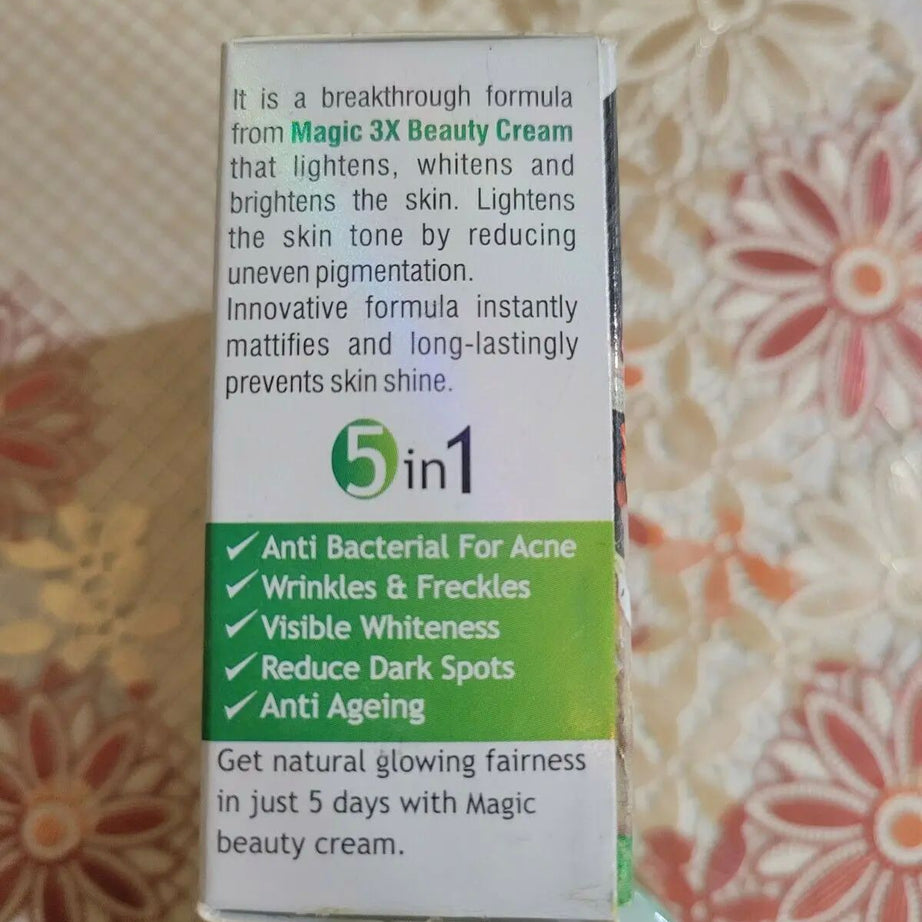 It is a breakthrough formula
from Magic 3X Beauty Cream
that lightens, whitens and
brightens the skin. Lightens
the skin tone by reducing
uneven pigmentation.
Innovative formula instantly
mattifies and long-lastingly
prevents skin shine.
5 in 1
Anti Bacterial For Acne
Wrinkles & Freckles
Visible Whiteness
Reduce Dark Spots
Anti Ageing
Get natural glowing fairness
in just 5 days with Magic
beauty cream.